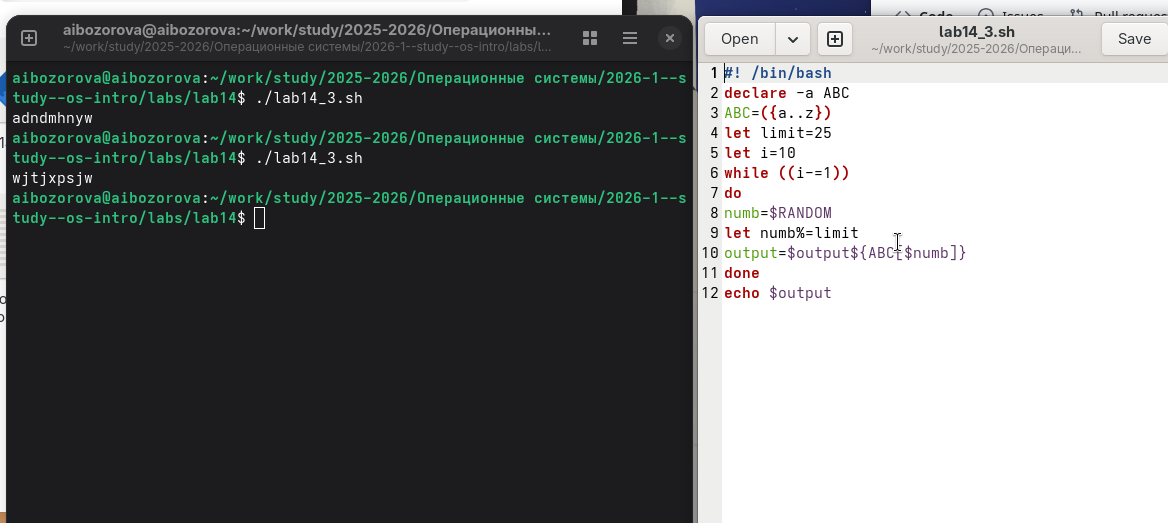 aibozorova@aibozorova:~/work/study/2025-2026/Операционны...
~/work/study/2025-2026/Операционные системы/2026-1--study--os-intro/labs/l...
aibozorova@aibozorova:~/work/study/2025-2026/Операционные системы/2026-1--s
tudy--os-intro/labs/lab14$ ./lab14_3.sh
adndmhnyw
aibozorova@aibozorova:~/work/study/2025-2026/Операционные системы/2026-1--s
tudy--os-intro/labs/lab14$ ./lab14_3.sh
wjtjxpsjw
aibozorova@aibozorova:~/work/study/2025-2026/Операционные системы/2026-1--s
tudy--os-intro/labs/lab14$
Code Issues Pull reques
Open
lab14_3.sh
~/work/study/2025-2026/Операци...
Save
1 #! /bin/bash
2 declare -a ABC
3 ABC=({a..z})
4 let limit=25
5 let i=10
6 while ((i-=1))
7 do
8 numb=$RANDOM
9 let numb%=limit
10 output=$output${ABC[$numb]}
11 done
12 echo $output